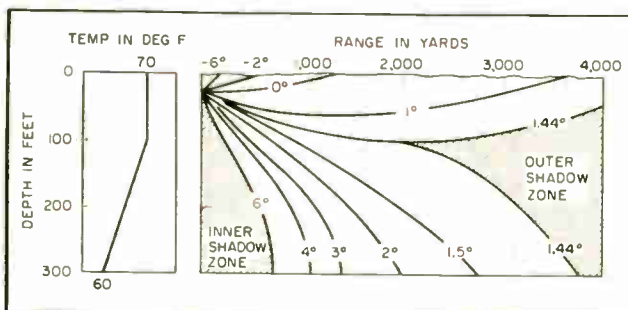 TEMP IN DEG F
70
RANGE IN YARDS
-6° -2° 1,000 2,000 3,000 4,000
0
100
200
300
DEPTH IN FEET
60
0°
1°
1.44°
OUTER
SHADOW
ZONE
6°
INNER
SHADOW
ZONE
4° 3° 2° 1.5° 1.44°